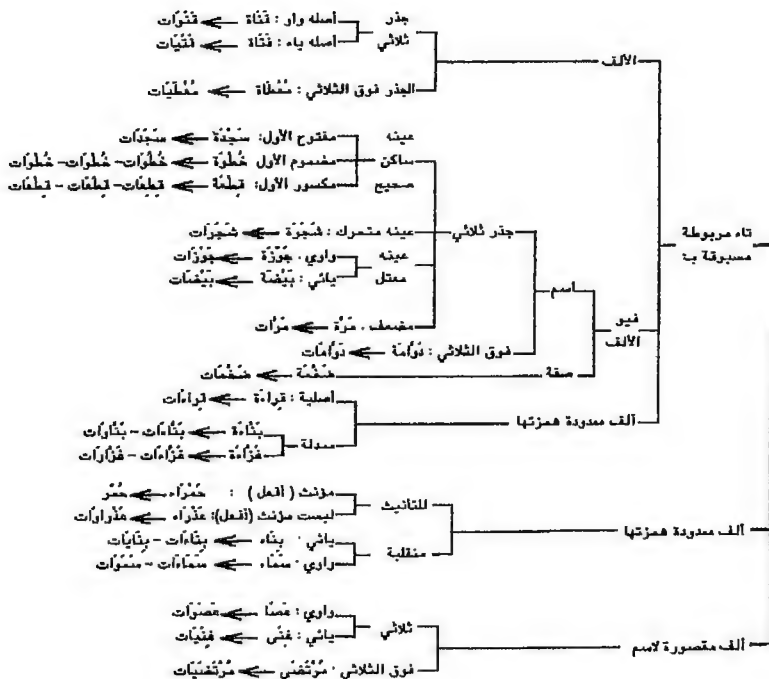 جذر ثلاثي
أصله واو : قَنَاة ← قَنَوَات
أصله ياء : فَتَاة ← فَتَيَات
الألف
الجذر فوق الثلاثي : مُعْطَاة ← مُعْطَيَات
عينه ساكن صحيح
مفتوح الأول: سَجْدَة ← سَجَدَات
مضموم الأول خُطْوَة ← خُطُوَات – خُطْوَات – خُطَوَات
مكسور الأول: قِطْعَة ← قِطِعَات – قِطْعَات – قِطَعَات
جذر ثلاثي
عينه متحرك : شَجَرَة ← شَجَرَات
تاء مربوطة مسبوقة بـ
عينه معتل
واوي . جَوْزَة ← جَوْزَات
يائي : بَيْضَة ← بَيْضَات
اسم
مضعف . مَرَّة ← مَرَّات
غير الألف
فوق الثلاثي : دَوَّامَة ← دَوَّامَات
صفة
ضَخْمَة ← ضَخْمَات
ألف ممدودة همزتها
أصلية : قِرَاءَة ← قِرَاءَات
مبدلة
بَنَّاءَة ← بَنَّاءَات – بَنَّاوَات
غَزَّاءَة ← غَزَّاءَات – غَزَّاوَات
للتأنيث
مؤنث ( أفعل ) : حَمْرَاء ← حُمْر
ليست مؤنث (أفعل): عَذْرَاء ← عَذْرَاوَات
ألف ممدودة همزتها
منقلبة
يائي . بِنَاء ← بِنَاءَات – بِنَايَات
واوي . سَمَاء ← سَمَاءَات – سَمَوَات
ثلاثي
واوي : عَصَا ← عَصَوَات
يائي : غِنَى ← غِنَيَات
ألف مقصورة لاسم
فوق الثلاثي . مُرْتَضَى ← مُرْتَضَيَات